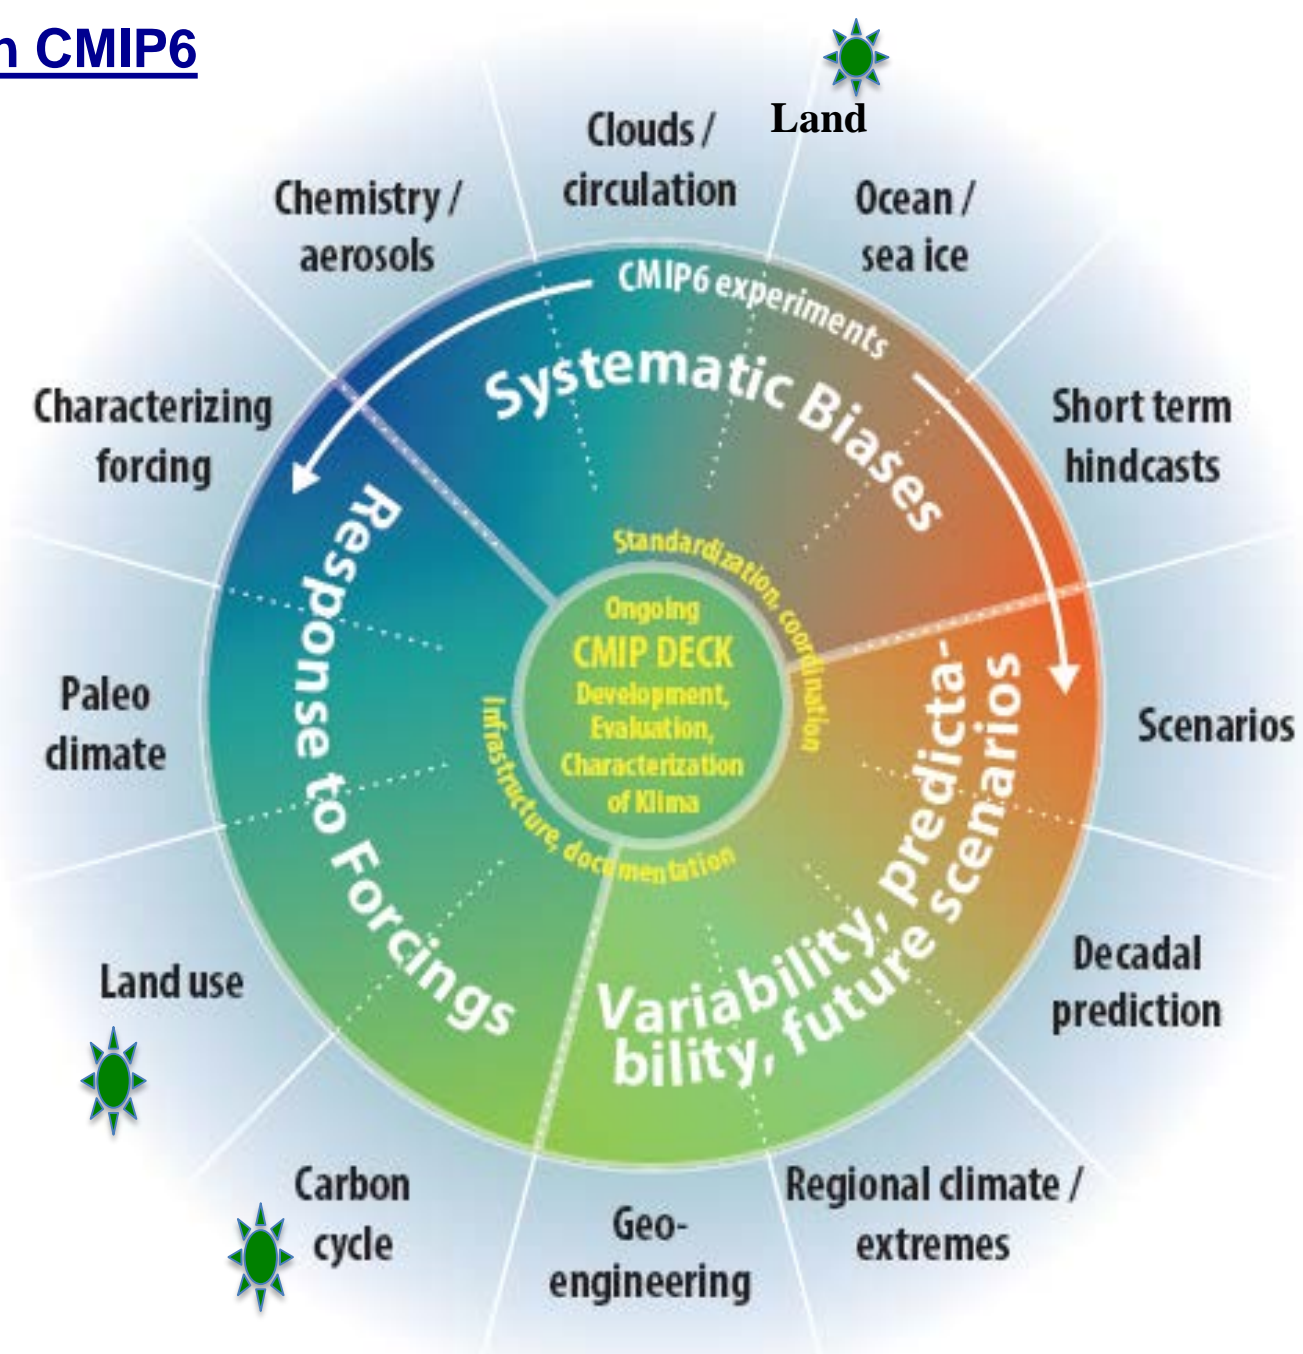 n CMIP6
Land
Clouds /
circulation
Ocean /
sea ice
Short term
hindcasts
Scenarios
Decadal
prediction
Regional climate /
extremes
Geo-
engineering
Carbon
cycle
Land use
Paleo
climate
Characterizing
forcing
Chemistry /
aerosols
CMIP6 experiments
Systematic Biases
Variability, predicta-
bility, future scenarios
Response to Forcings
Standardization, coordination
Infrastructure, documentation
Ongoing
CMIP DECK
Development,
Evaluation,
Characterization
of Klima